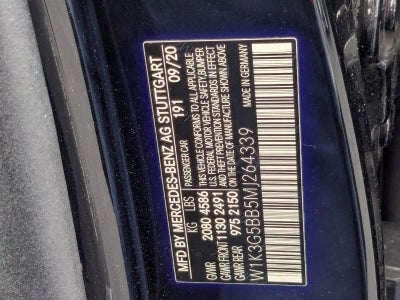 MFD BY MERCEDES-BENZ AG STUTTGART
PASSENGER CAR 191 09/20
KG LBS
GVWR 2080 4586
GAWR FRONT 1130 2491
GAWR 975 2150
THIS VEHICLE CONFORMS TO ALL APPLICABLE
U.S. FEDERAL MOTOR VEHICLE SAFETY/BUMPER
AND THEFT PREVENTION STANDARDS IN EFFECT
ON THE DATE OF MANUFACTURE SHOWN ABOVE
MADE IN GERMANY
W1K3G5BB5MJ264339